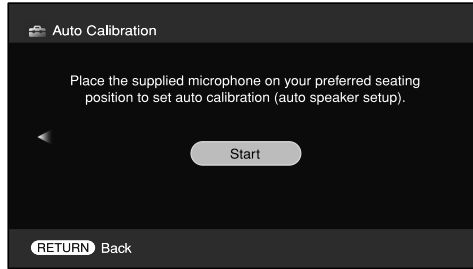 Auto Calibration
Place the supplied microphone on your preferred seating
position to set auto calibration (auto speaker setup).
Start
RETURN Back